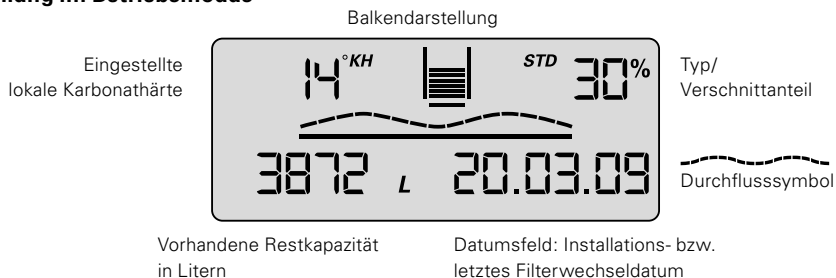 Balkendarstellung
Eingestellte
lokale Karbonathärte
14 °KH
STD 30%
Typ/
Verschnittanteil
3872 L 20.03.09
Durchflusssymbol
Vorhandene Restkapazität
in Litern
Datumsfeld: Installations- bzw.
letztes Filterwechseldatum